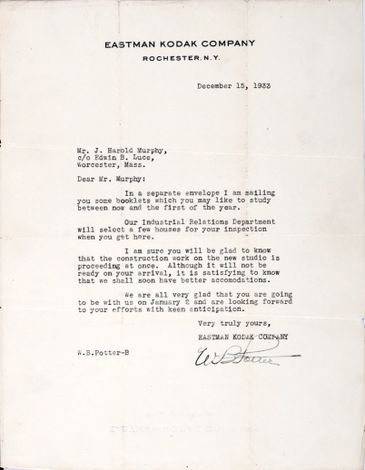 EASTMAN KODAK COMPANY
ROCHESTER, N.Y.
December 15, 1933
Mr. J. Harold Murphy,
c/o Edwin B. Luce,
Worcester, Mass.
Dear Mr. Murphy:
In a separate envelope I am mailing
you some booklets which you may like to study
between now and the first of the year.
Our Industrial Relations Department
will select a few houses for your inspection
when you get here.
I am sure you will be glad to know
that the construction work on the new studio is
proceeding at once. Although it will not be
ready on your arrival, it is satisfying to know
that we shall soon have better accomodations.
We are all very glad that you are going
to be with us on January 2 and are looking forward
to your efforts with keen anticipation.
Very truly yours,
EASTMAN KODAK COMPANY
W.B.Potter-B
W B Potter